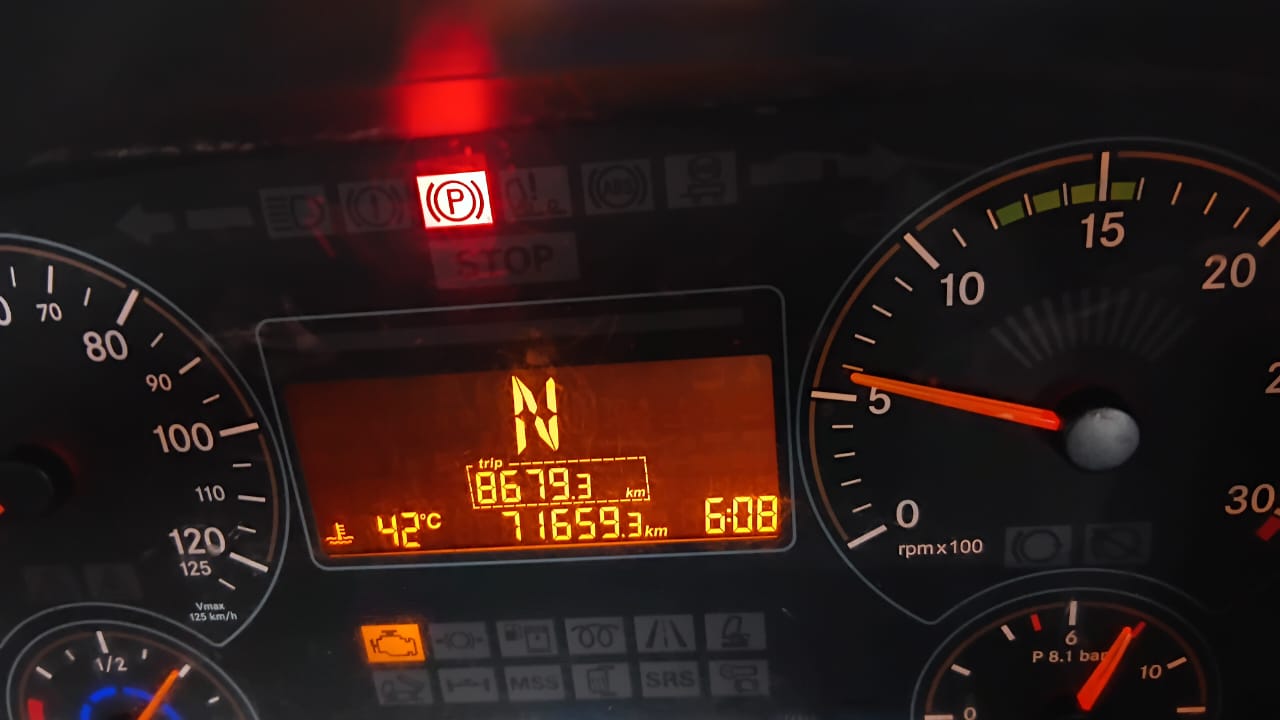 P
ABS
STOP
70
80
90
100
110
120
125
Vmax
125 km/h
N
trip
8679.3 km
42°C
71659.3 km
6:08
0
5
10
15
20
30
rpm x 100
1/2
MSS
SRS
0
6
10
P 8.1 bar